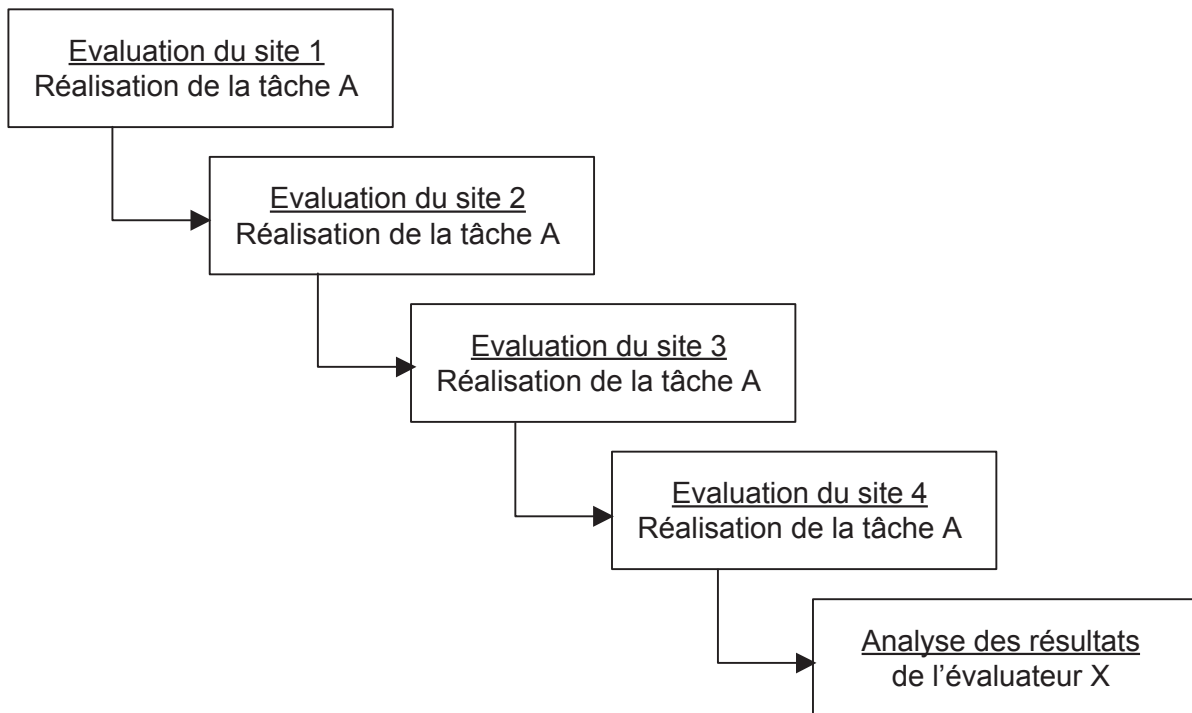 Evaluation du site 1
Réalisation de la tâche A
Evaluation du site 2
Réalisation de la tâche A
Evaluation du site 3
Réalisation de la tâche A
Evaluation du site 4
Réalisation de la tâche A
Analyse des résultats
de l’évaluateur X